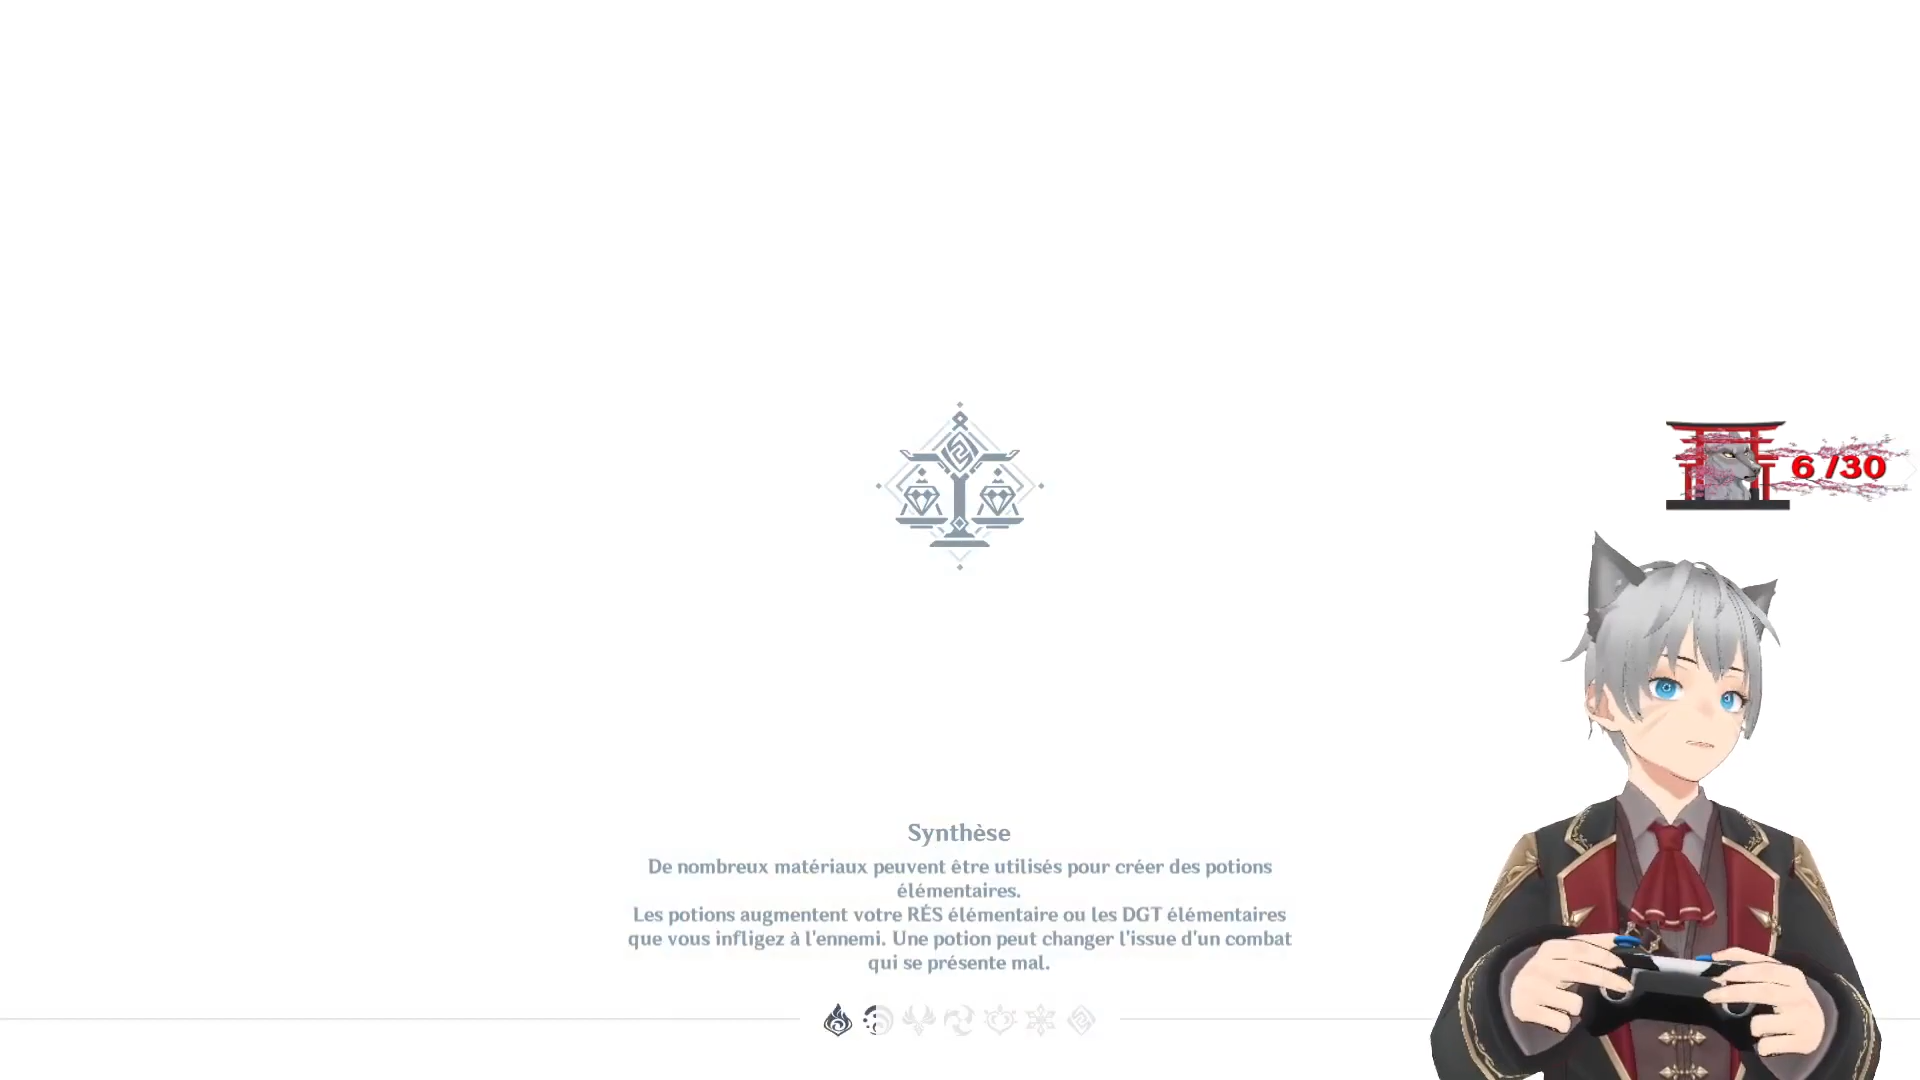 6 /30
Synthèse
De nombreux matériaux peuvent être utilisés pour créer des potions
élémentaires.
Les potions augmentent votre RÉS élémentaire ou les DGT élémentaires
que vous infligez à l'ennemi. Une potion peut changer l'issue d'un combat
qui se présente mal.